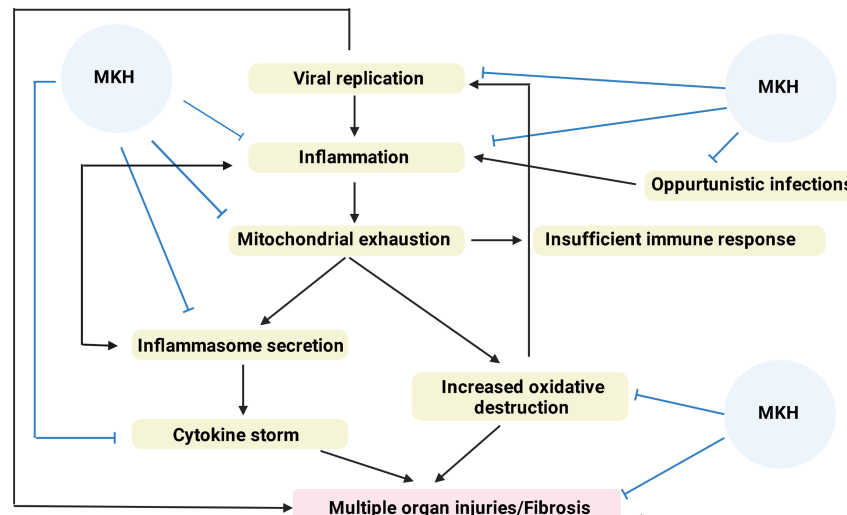 MKH
Viral replication
MKH
Inflammation
Oppurtunistic infections
Mitochondrial exhaustion
Insufficient immune response
Inflammasome secretion
Increased oxidative
destruction
MKH
Cytokine storm
Multiple organ injuries/Fibrosis